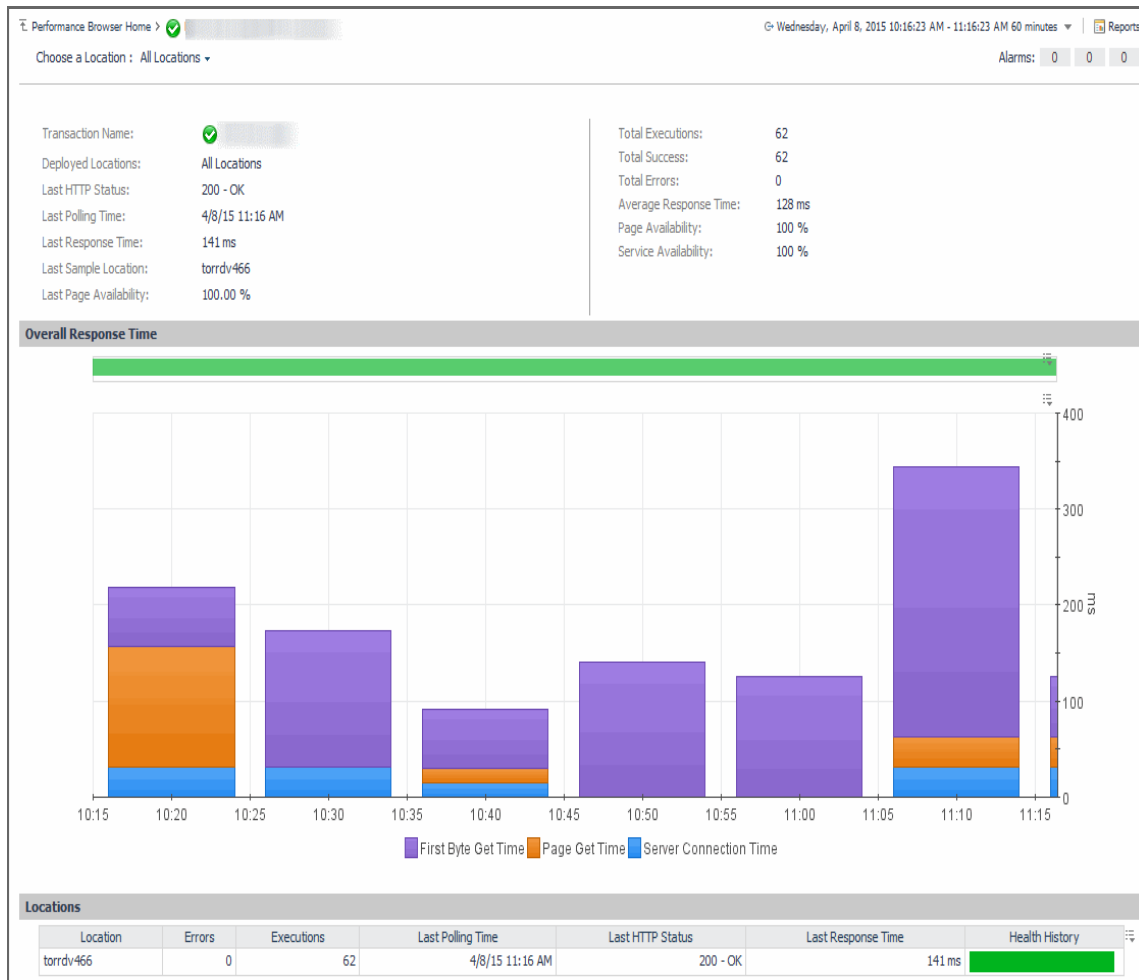 Performance Browser Home >
Wednesday, April 8, 2015 10:16:23 AM - 11:16:23 AM 60 minutes
Reports
Choose a Location : All Locations
Alarms: 0 0 0
Transaction Name:
Deployed Locations: All Locations
Last HTTP Status: 200 - OK
Last Polling Time: 4/8/15 11:16 AM
Last Response Time: 141 ms
Last Sample Location: torrdv466
Last Page Availability: 100.00 %
Total Executions: 62
Total Success: 62
Total Errors: 0
Average Response Time: 128 ms
Page Availability: 100 %
Service Availability: 100 %
Overall Response Time
400
300
200
100
0
ms
10:15 10:20 10:25 10:30 10:35 10:40 10:45 10:50 10:55 11:00 11:05 11:10 11:15
First Byte Get Time Page Get Time Server Connection Time
Locations
Location Errors Executions Last Polling Time Last HTTP Status Last Response Time Health History
torrdv466 0 62 4/8/15 11:16 AM 200 - OK 141 ms